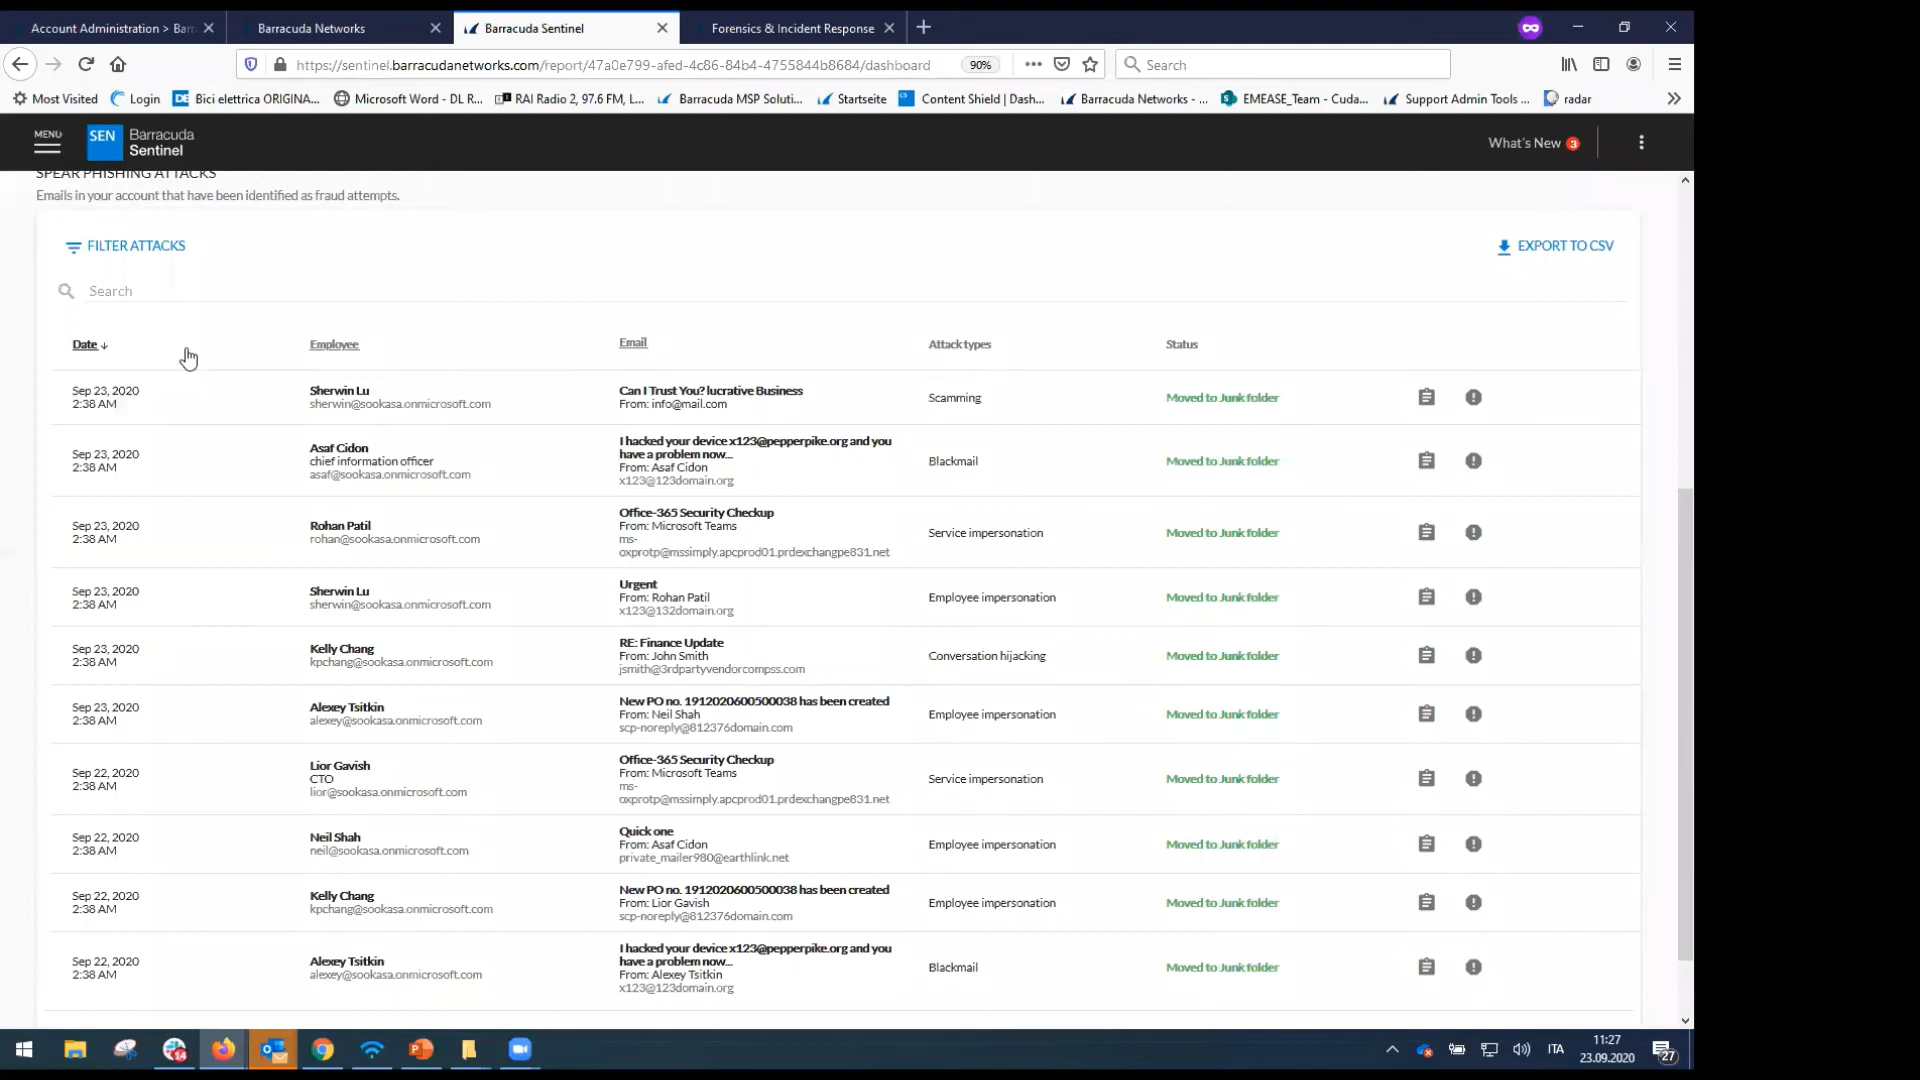 Account Administration > Barr
Barracuda Networks
Barracuda Sentinel
Forensics & Incident Response
https://sentinel.barracudanetworks.com/report/47a0e799-afed-4c86-84b4-4755844b8684/dashboard
90%
Search
Most Visited
Login
DE Bici elettrica ORIGINA...
Microsoft Word - DL R...
RAI Radio 2, 97.6 FM, L...
Barracuda MSP Soluti...
Startseite
CS Content Shield | Dash...
Barracuda Networks - ...
EMEASE_Team - Cuda...
Support Admin Tools ...
radar
MENU
SEN
Barracuda
Sentinel
What's New 3
SPEAR PHISHING ATTACKS
Emails in your account that have been identified as fraud attempts.
FILTER ATTACKS
EXPORT TO CSV
Search
Date Employee Email Attack types Status
Sep 23, 2020
2:38 AM
Sherwin Lu
sherwin@sookasa.onmicrosoft.com
Can I Trust You? lucrative Business
From: info@mail.com
Scamming
Moved to Junk folder
Sep 23, 2020
2:38 AM
Asaf Cidon
chief information officer
asaf@sookasa.onmicrosoft.com
I hacked your device x123@pepperpike.org and you
have a problem now...
From: Asaf Cidon
x123@123domain.org
Blackmail
Moved to Junk folder
Sep 23, 2020
2:38 AM
Rohan Patil
rohan@sookasa.onmicrosoft.com
Office-365 Security Checkup
From: Microsoft Teams
ms-
oxprotp@mssimply.apcprod01.prdexchangpe831.net
Service impersonation
Moved to Junk folder
Sep 23, 2020
2:38 AM
Sherwin Lu
sherwin@sookasa.onmicrosoft.com
Urgent
From: Rohan Patil
x123@132domain.org
Employee impersonation
Moved to Junk folder
Sep 23, 2020
2:38 AM
Kelly Chang
kpchang@sookasa.onmicrosoft.com
RE: Finance Update
From: John Smith
jsmith@3rdpartyvendorcompss.com
Conversation hijacking
Moved to Junk folder
Sep 23, 2020
2:38 AM
Alexey Tsitkin
alexey@sookasa.onmicrosoft.com
New PO no. 1912020600500038 has been created
From: Neil Shah
scp-noreply@812376domain.com
Employee impersonation
Moved to Junk folder
Sep 22, 2020
2:38 AM
Lior Gavish
CTO
lior@sookasa.onmicrosoft.com
Office-365 Security Checkup
From: Microsoft Teams
ms-
oxprotp@mssimply.apcprod01.prdexchangpe831.net
Service impersonation
Moved to Junk folder
Sep 22, 2020
2:38 AM
Neil Shah
neil@sookasa.onmicrosoft.com
Quick one
From: Asaf Cidon
private_mailer980@earthlink.net
Employee impersonation
Moved to Junk folder
Sep 22, 2020
2:38 AM
Kelly Chang
kpchang@sookasa.onmicrosoft.com
New PO no. 1912020600500038 has been created
From: Lior Gavish
scp-noreply@812376domain.com
Employee impersonation
Moved to Junk folder
Sep 22, 2020
2:38 AM
Alexey Tsitkin
alexey@sookasa.onmicrosoft.com
I hacked your device x123@pepperpike.org and you
have a problem now...
From: Alexey Tsitkin
x123@123domain.org
Blackmail
Moved to Junk folder
14
ITA
11:27
23.09.2020
27